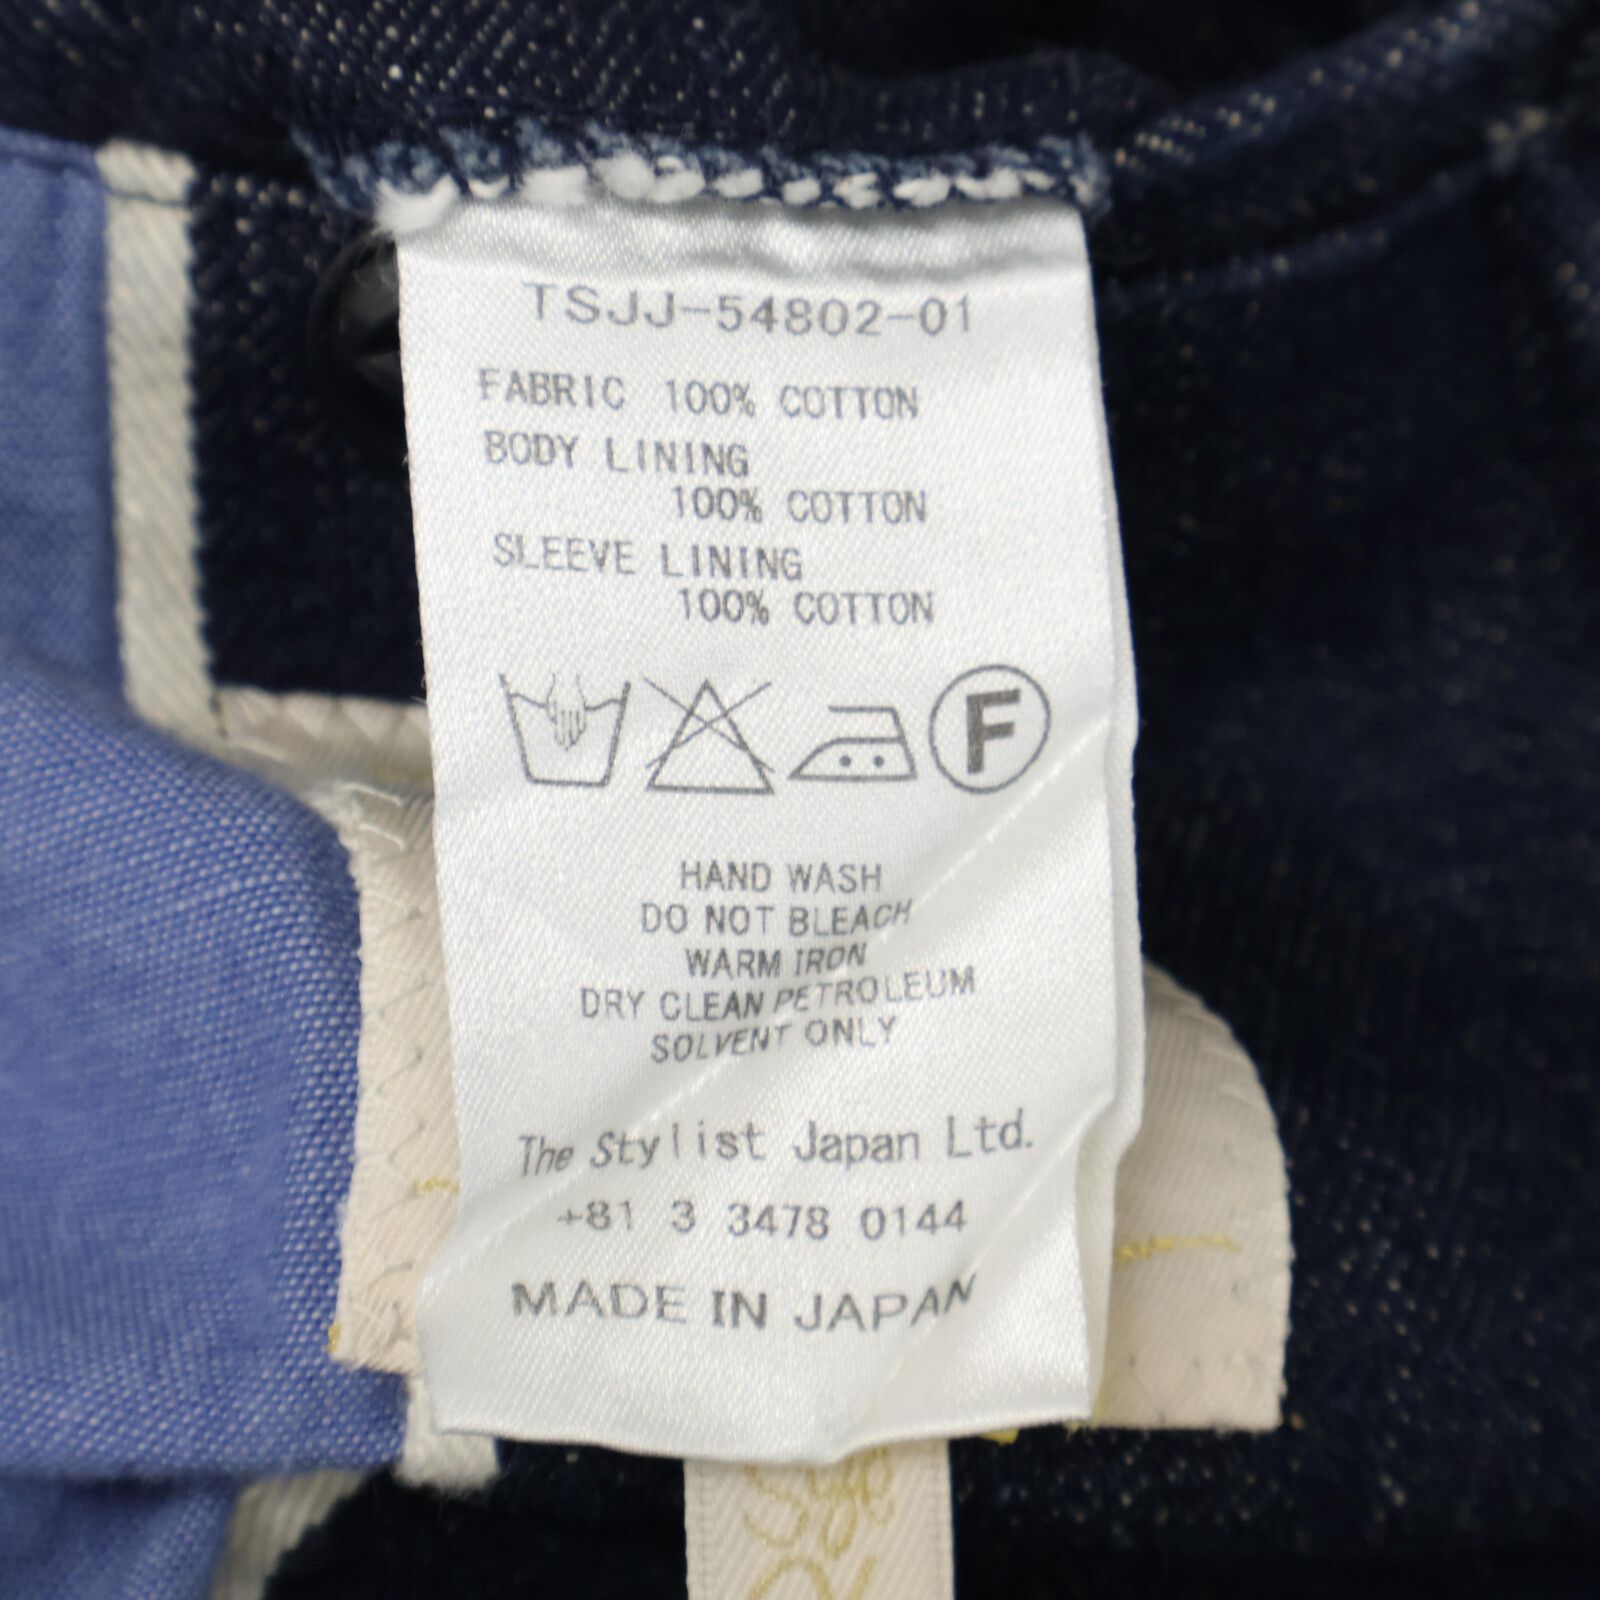 TSJJ-54802-01
FABRIC 100% COTTON
BODY LINING
100% COTTON
SLEEVE LINING
100% COTTON
F
HAND WASH
DO NOT BLEACH
WARM IRON
DRY CLEAN PETROLEUM
SOLVENT ONLY
The Stylist Japan Ltd.
+81 3 3478 0144
MADE IN JAPAN